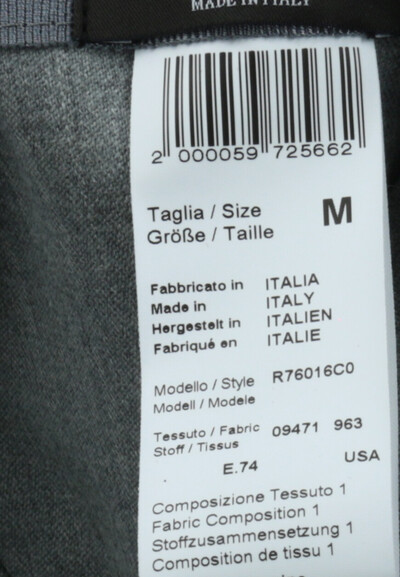 MADE IN ITALY
2 000059 725662
Taglia / Size M
Größe / Taille
Fabbricato in ITALIA
Made in ITALY
Hergestelt in ITALIEN
Fabriqué en ITALIE
Modello / Style R76016C0
Modell / Modele
Tessuto / Fabric 09471 963
Stoff / Tissus
E.74 USA
Composizione Tessuto 1
Fabric Composition 1
Stoffzusammensetzung 1
Composition de tissu 1